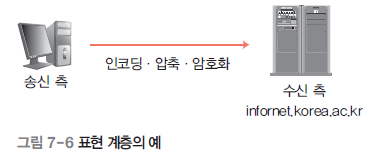 인코딩 · 압축 · 암호화
송신 측
수신 측
infornet.korea.ac.kr
그림 7-6 표현 계층의 예